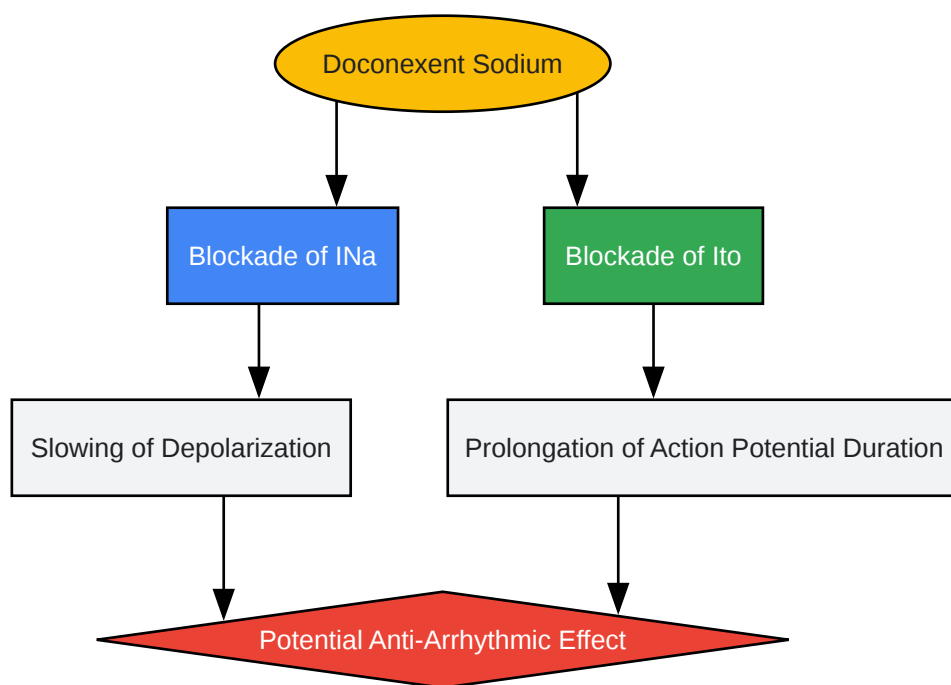 Doconexent Sodium
Blockade of INa
Blockade of Ito
Slowing of Depolarization
Prolongation of Action Potential Duration
Potential Anti-Arrhythmic Effect